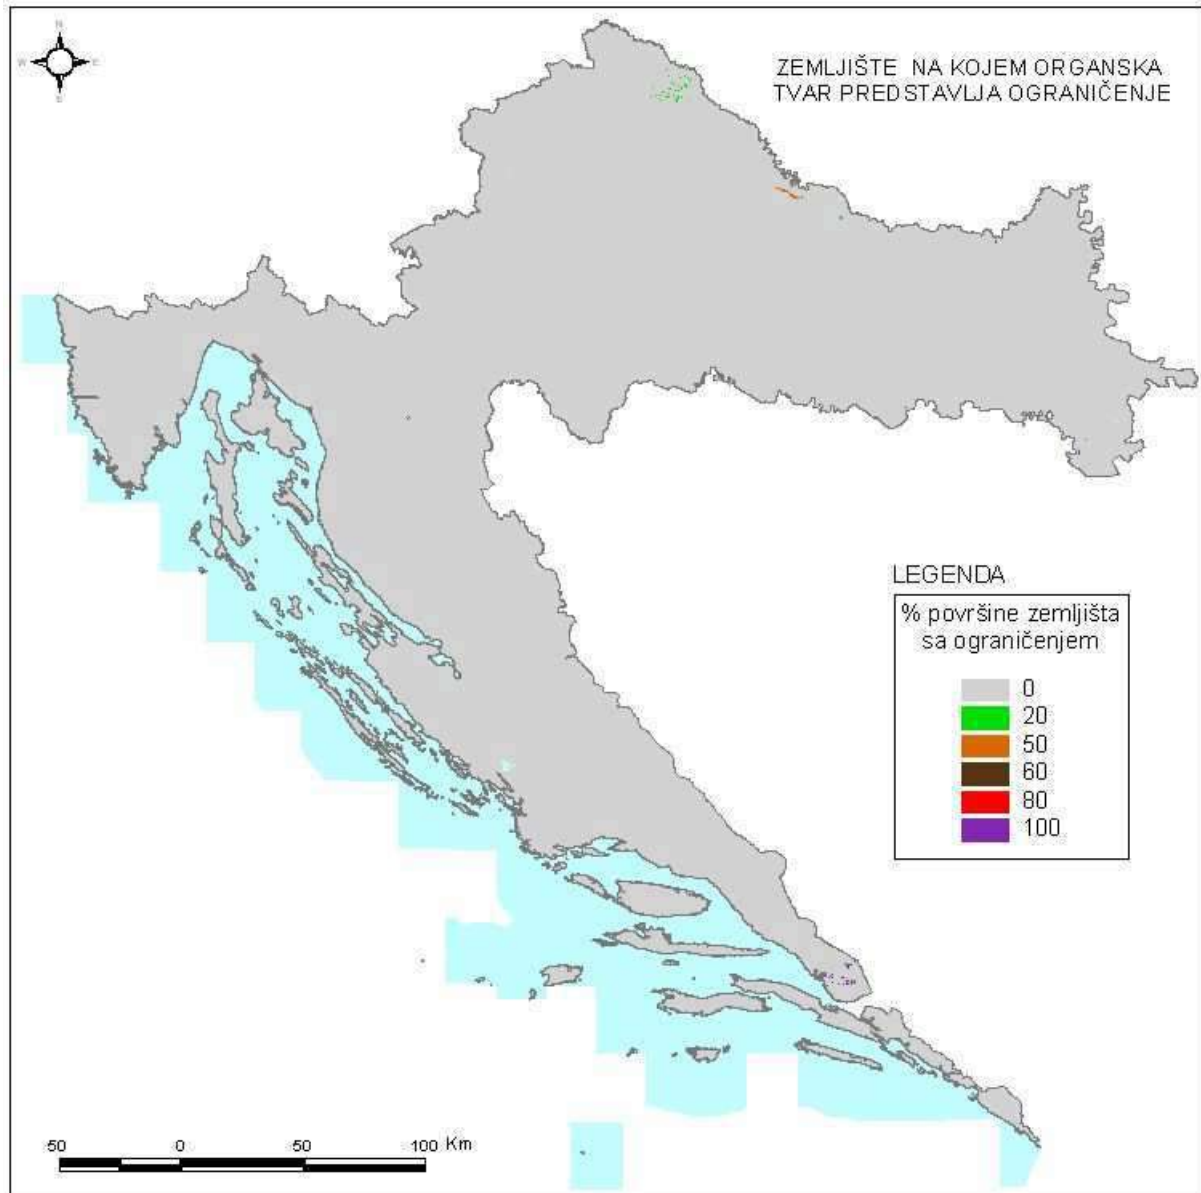 N
W
E
S
ZEMLJIŠTE NA KOJEM ORGANSKA
TVAR PREDSTAVLJA OGRANIČENJE
LEGENDA
% površine zemljišta
sa ograničenjem
0
20
50
60
80
100
50 0 50 100 Km